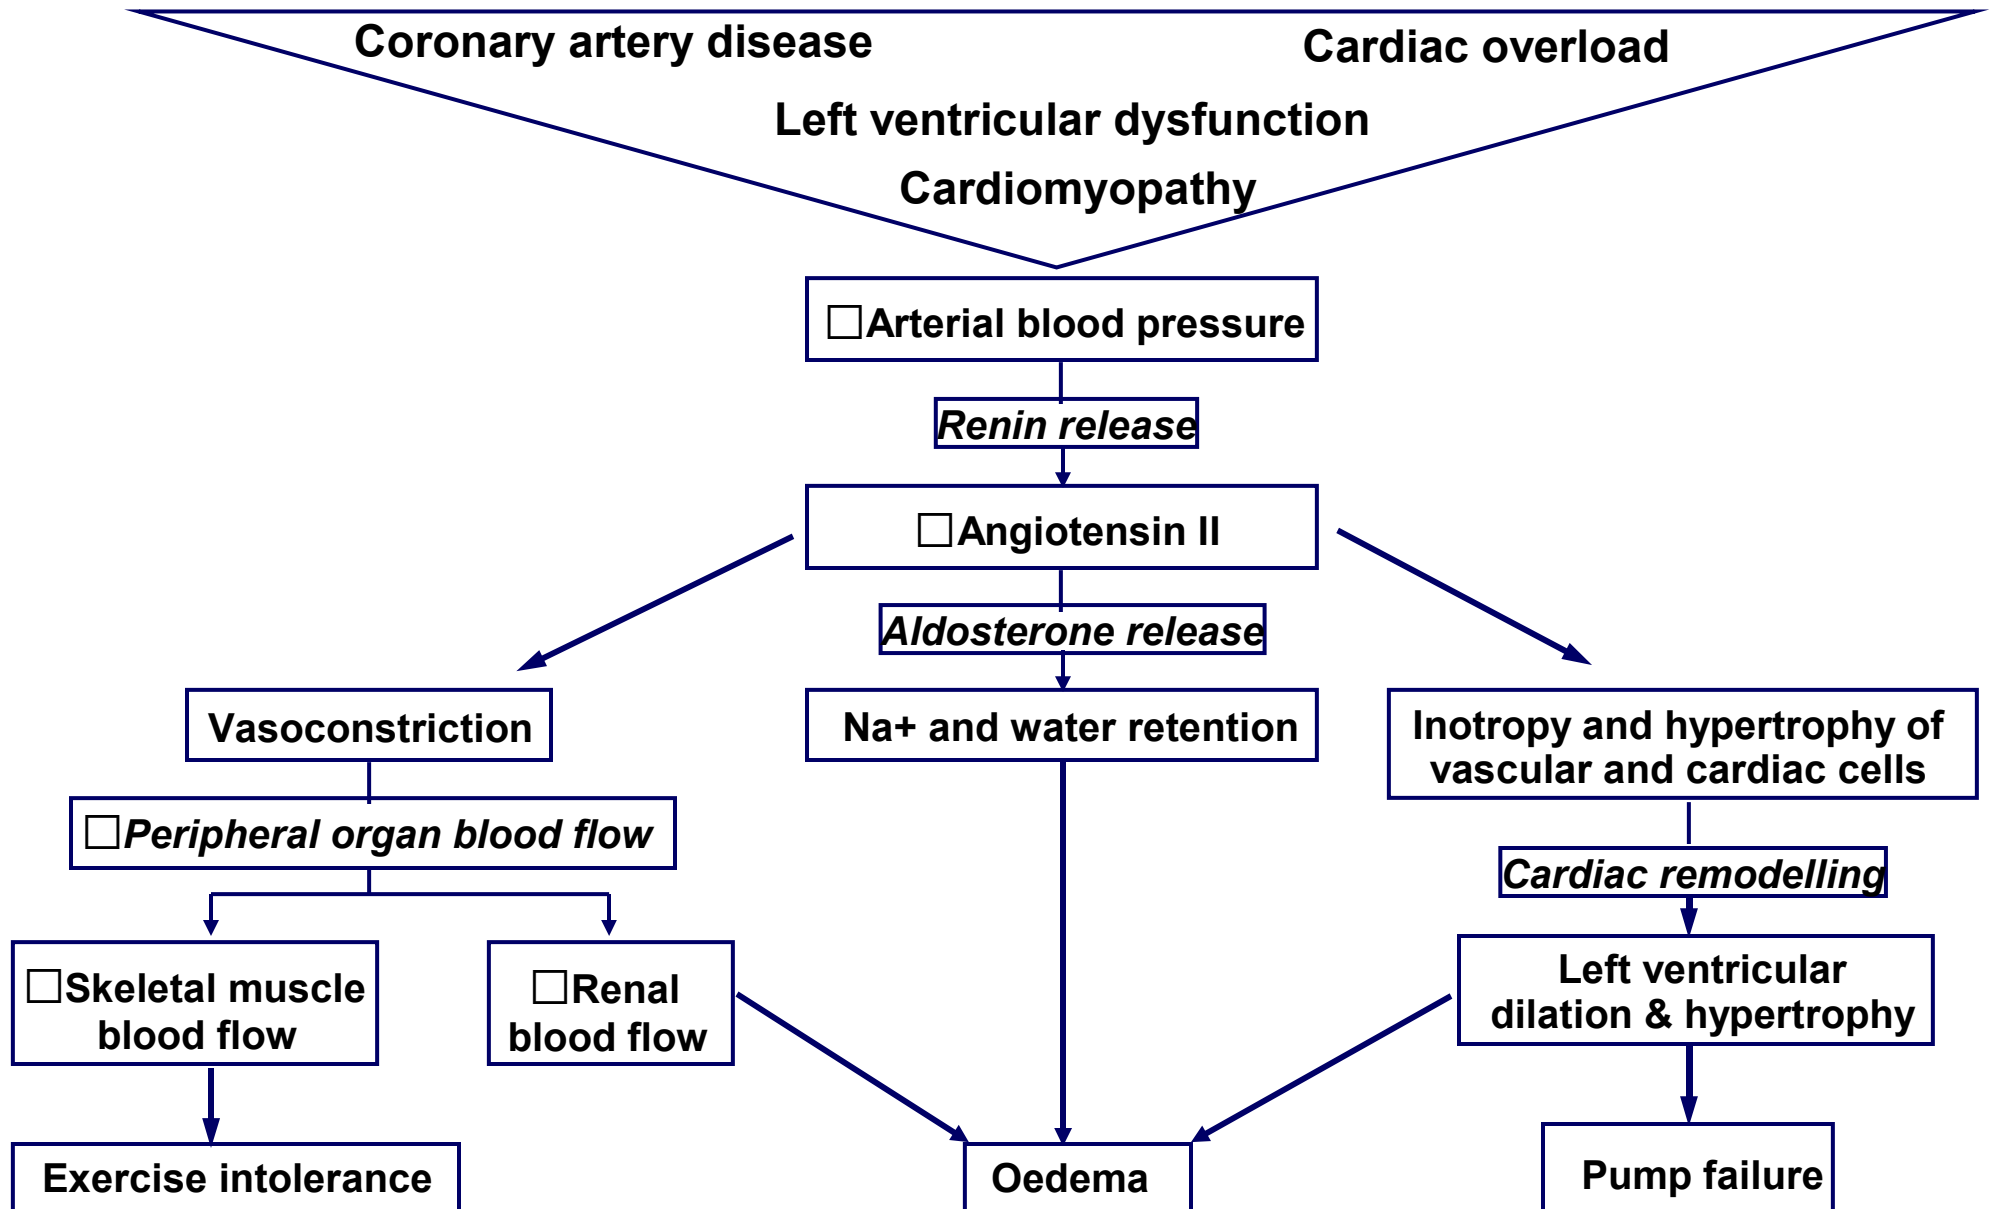 Coronary artery disease
Cardiac overload
Left ventricular dysfunction
Cardiomyopathy
□Arterial blood pressure
Renin release
□Angiotensin II
Aldosterone release
Vasoconstriction
Na+ and water retention
Inotropy and hypertrophy of
vascular and cardiac cells
□Peripheral organ blood flow
Cardiac remodelling
□Skeletal muscle
blood flow
□Renal
blood flow
Left ventricular
dilation & hypertrophy
Exercise intolerance
Oedema
Pump failure